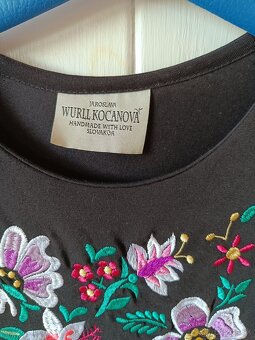 JAROSLAVA
WURLL KOCANOVÁ
HANDMADE WITH LOVE
SLOVAKIA